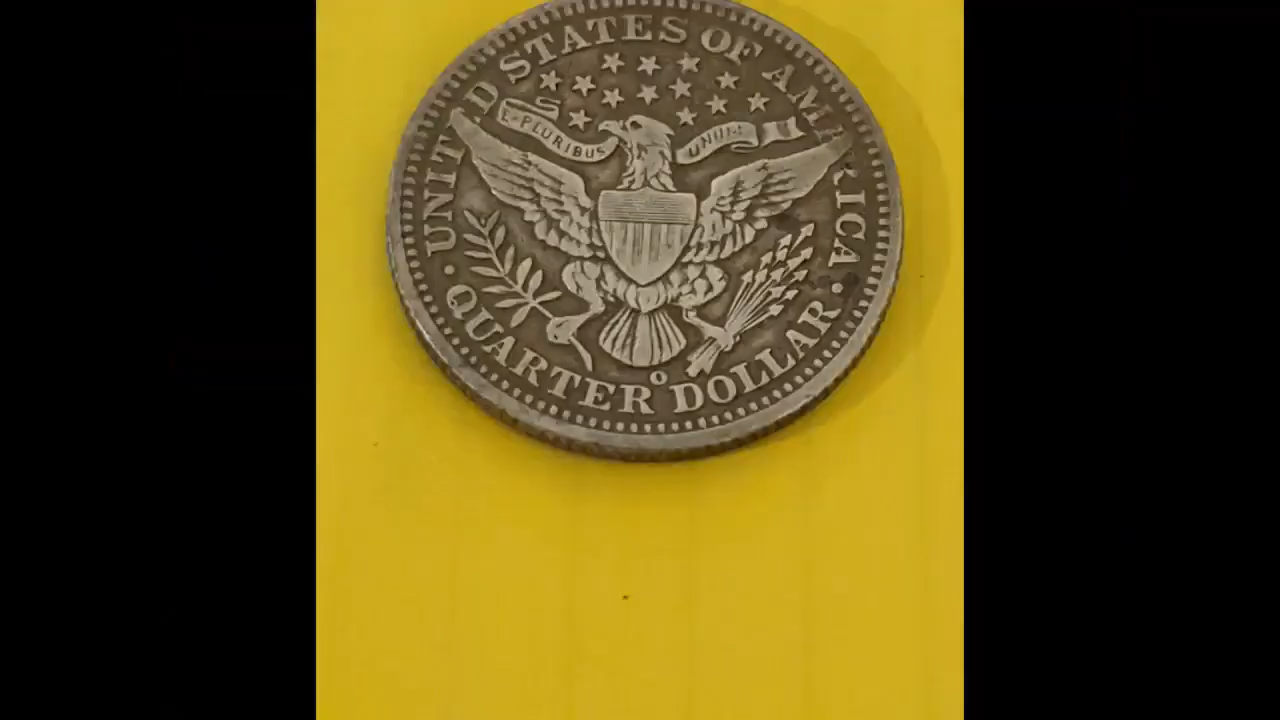 UNITED STATES OF AMERICA
E·PLURIBUS UNUM
O
· QUARTER DOLLAR ·